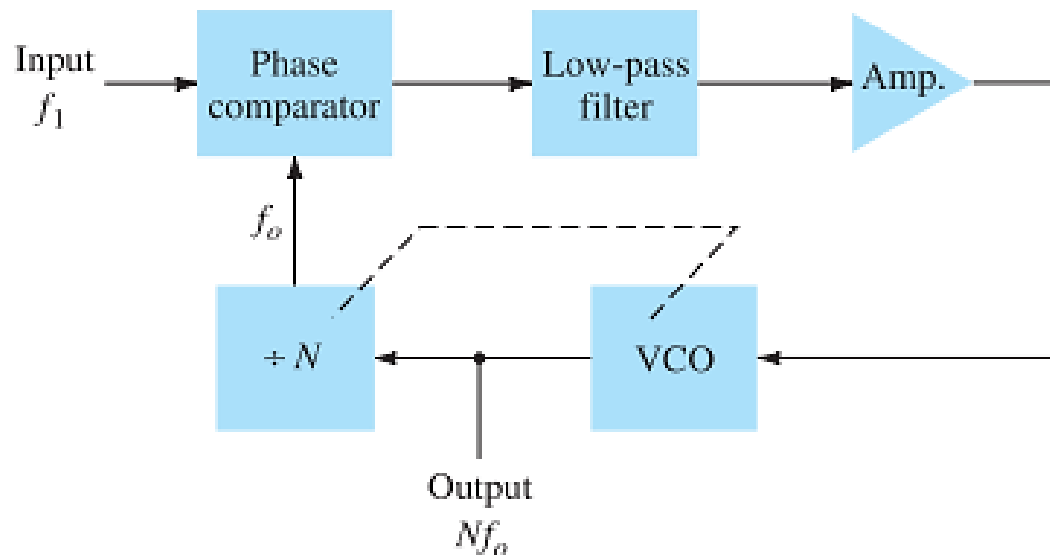 Input
f₁
Phase
comparator
Low-pass
filter
Amp.
fₒ
÷ N
VCO
Output
Nfₒ